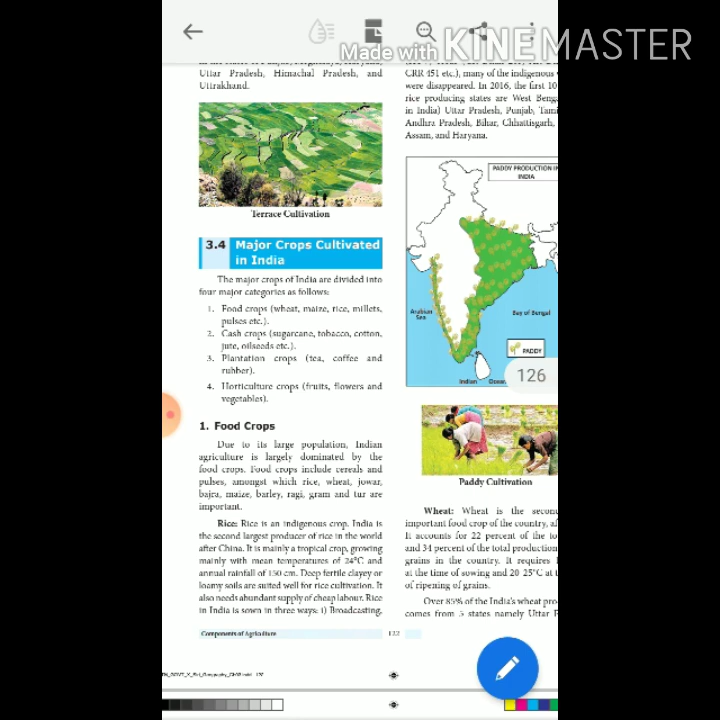 Made with KINEMASTER
Uttar Pradesh, Himachal Pradesh, and
Uttrakhand.
Terrace Cultivation
3.4 Major Crops Cultivated
in India
The major crops of India are divided into
four major categories as follows:
1. Food crops (wheat, maize, rice, millets,
pulses etc.).
2. Cash crops (sugarcane, tobacco, cotton,
jute, oilseeds etc.).
3. Plantation crops (tea, coffee and
rubber).
4. Horticulture crops (fruits, flowers and
vegetables).
1. Food Crops
Due to its large population, Indian
agriculture is largely dominated by the
food crops. Food crops include cereals and
pulses, amongst which rice, wheat, jowar,
bajra, maize, barley, ragi, gram and tur are
important.
Rice: Rice is an indigenous crop. India is
the second largest producer of rice in the world
after China. It is mainly a tropical crop, growing
mainly with mean temperatures of 24°C and
annual rainfall of 150 cm. Deep fertile clayey or
loamy soils are suited well for rice cultivation. It
also needs abundant supply of cheap labour. Rice
in India is sown in three ways: i) Broadcasting,
CRR 451 etc.), many of the indigenous
were disappeared. In 2016, the first 10
rice producing states are West Beng
in India) Uttar Pradesh, Punjab, Tami
Andhra Pradesh, Bihar, Chhattisgarh,
Assam, and Haryana.
PADDY PRODUCTION IN
INDIA
Arabian
Sea
Bay of Bengal
PADDY
126
Indian
Paddy Cultivation
Wheat: Wheat is the secon
important food crop of the country, af
It accounts for 22 percent of the to
and 34 percent of the total production
grains in the country. It requires
at the time of sowing and 20-25°C at t
of ripening of grains.
Over 85% of the India's wheat pro
comes from 5 states namely Uttar
Components of Agriculture 122